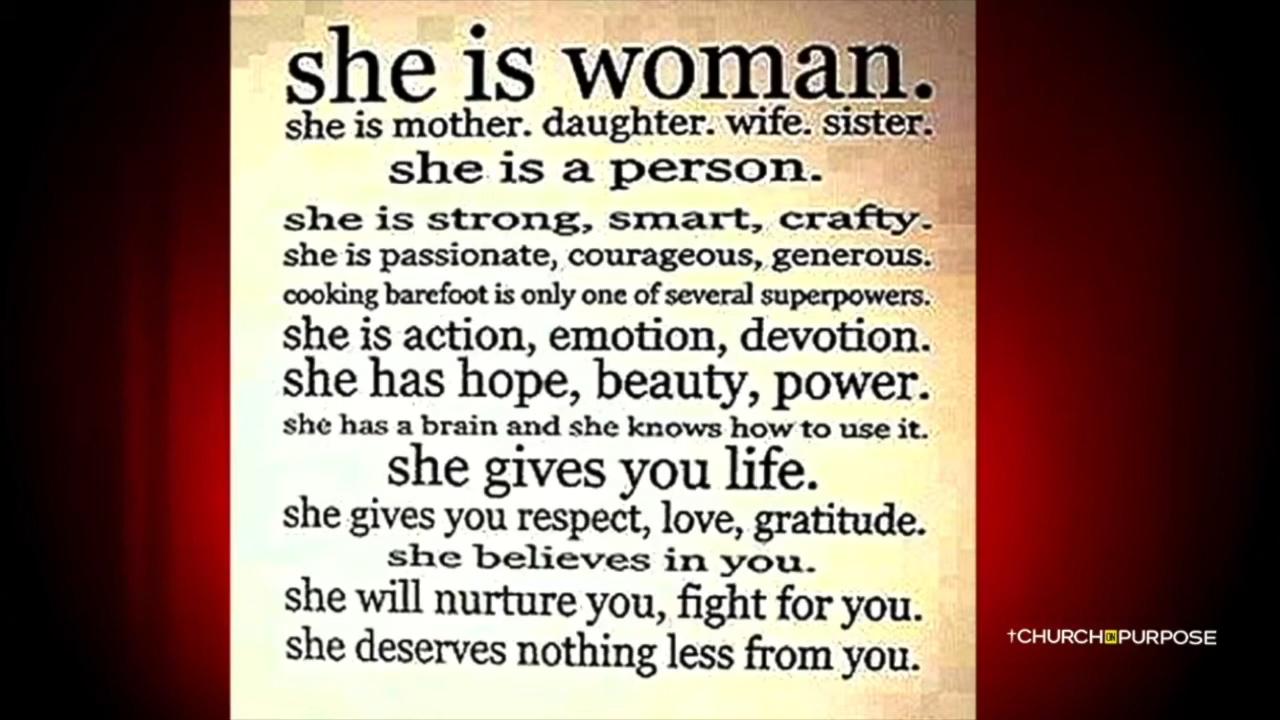 she is woman.
she is mother. daughter. wife. sister.
she is a person.
she is strong, smart, crafty.
she is passionate, courageous, generous.
cooking barefoot is only one of several superpowers.
she is action, emotion, devotion.
she has hope, beauty, power.
she has a brain and she knows how to use it.
she gives you life.
she gives you respect, love, gratitude.
she believes in you.
she will nurture you, fight for you.
she deserves nothing less from you.
CHURCH ON PURPOSE